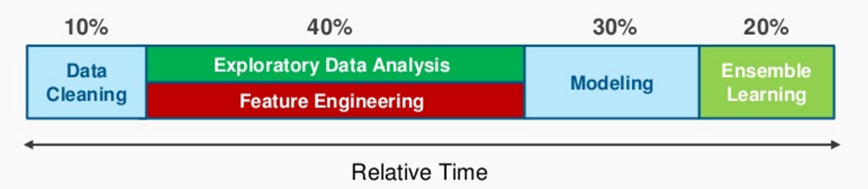 10%
40%
30%
20%
Data
Cleaning
Exploratory Data Analysis
Feature Engineering
Modeling
Ensemble
Learning
Relative Time